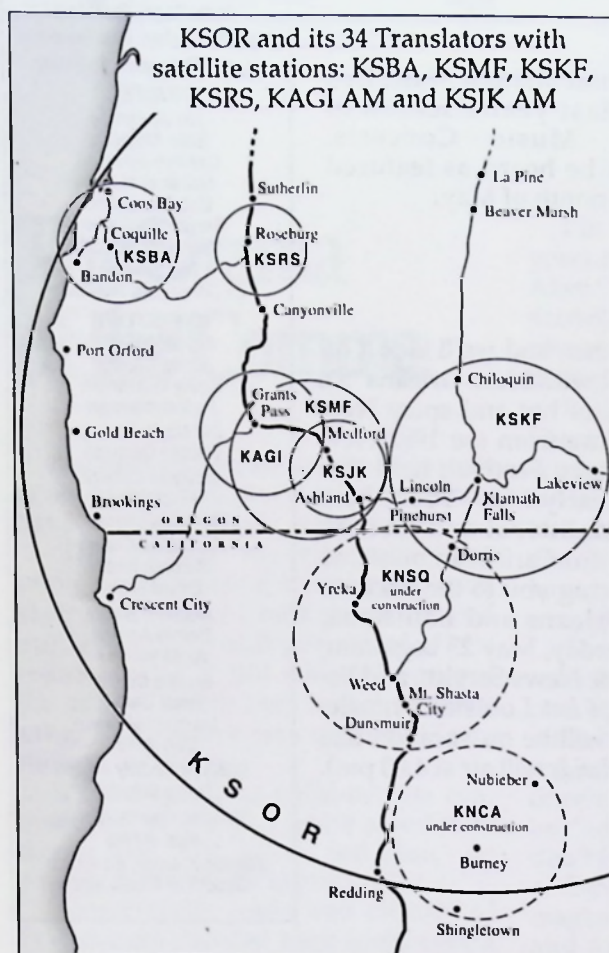 KSOR and its 34 Translators with
satellite stations: KSBA, KSMF, KSKF,
KSRS, KAGI AM and KSJK AM
La Pine
Sutherlin
Beaver Marsh
Coos Bay
Coquille
KSBA
Roseburg
KSRS
Bandon
Canyonville
Port Orford
Chiloquin
Grants
Pass
KSMF
KSKF
Gold Beach
Medford
KAGI
KSJK
Lakeview
Ashland
Lincoln
Pinehurst
Klamath
Falls
Brookings
OREGON
CALIFORNIA
Dorris
KNSQ
under
construction
Yreka
Crescent City
Weed
Mt. Shasta
City
Dunsmuir
KSOR
Nubieber
KNCA
under construction
Burney
Redding
Shingletown